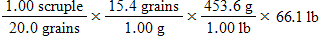 1.00 scruple / 20.0 grains × 15.4 grains / 1.00 g × 453.6 g / 1.00 lb × 66.1 lb